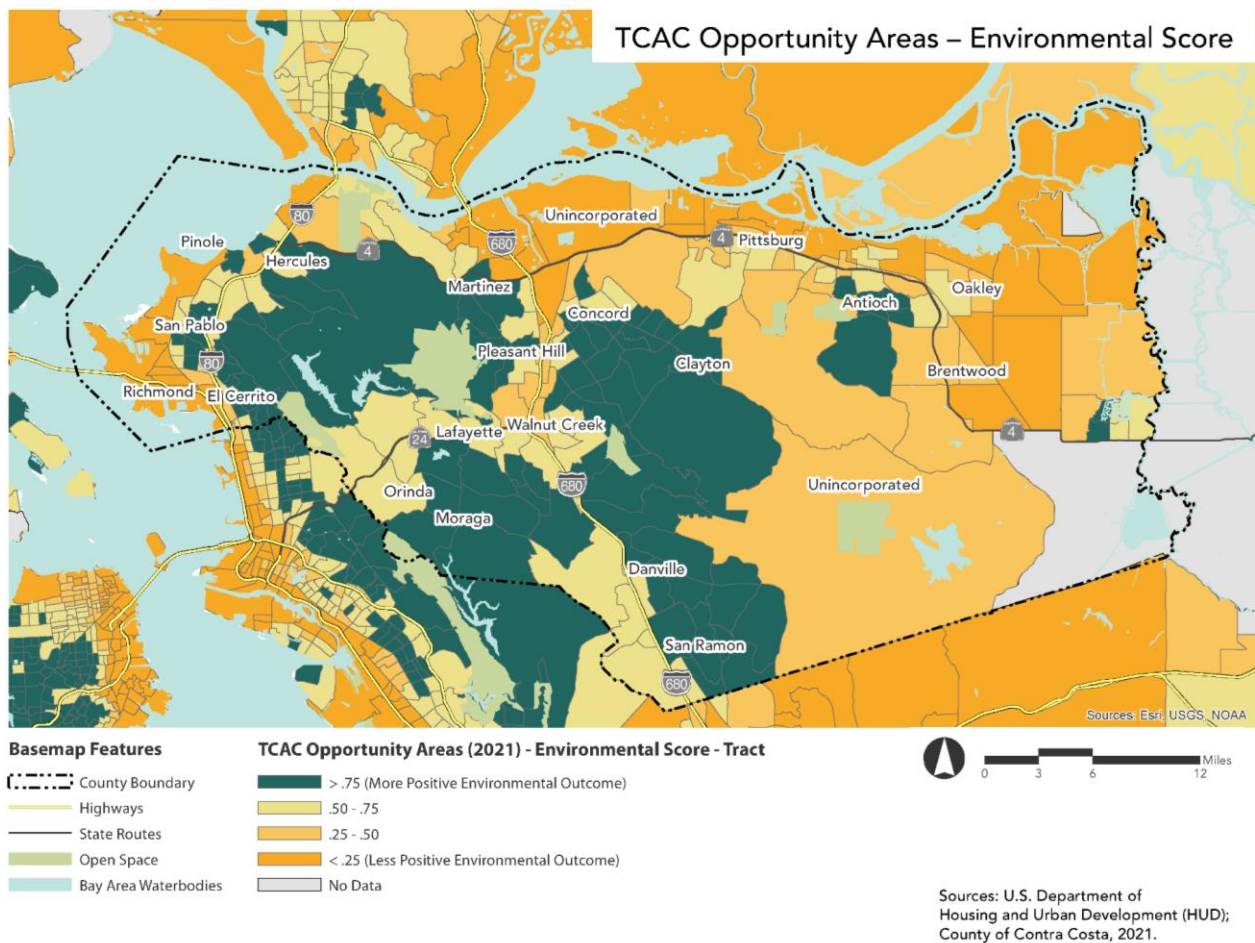 TCAC Opportunity Areas – Environmental Score
Unincorporated
80
Pinole
680
4
Pittsburg
Hercules
4
Martinez
Antioch
Oakley
San Pablo
Concord
80
Pleasant Hill
Clayton
Richmond
El Cerrito
Brentwood
Lafayette
Walnut Creek
24
4
Orinda
680
Unincorporated
Moraga
Danville
San Ramon
680
Sources: Esri, USGS, NOAA
Basemap Features
County Boundary
Highways
State Routes
Open Space
Bay Area Waterbodies
TCAC Opportunity Areas (2021) - Environmental Score - Tract
> .75 (More Positive Environmental Outcome)
.50 - .75
.25 - .50
< .25 (Less Positive Environmental Outcome)
No Data
Miles
0 3 6 12
Sources: U.S. Department of
Housing and Urban Development (HUD);
County of Contra Costa, 2021.